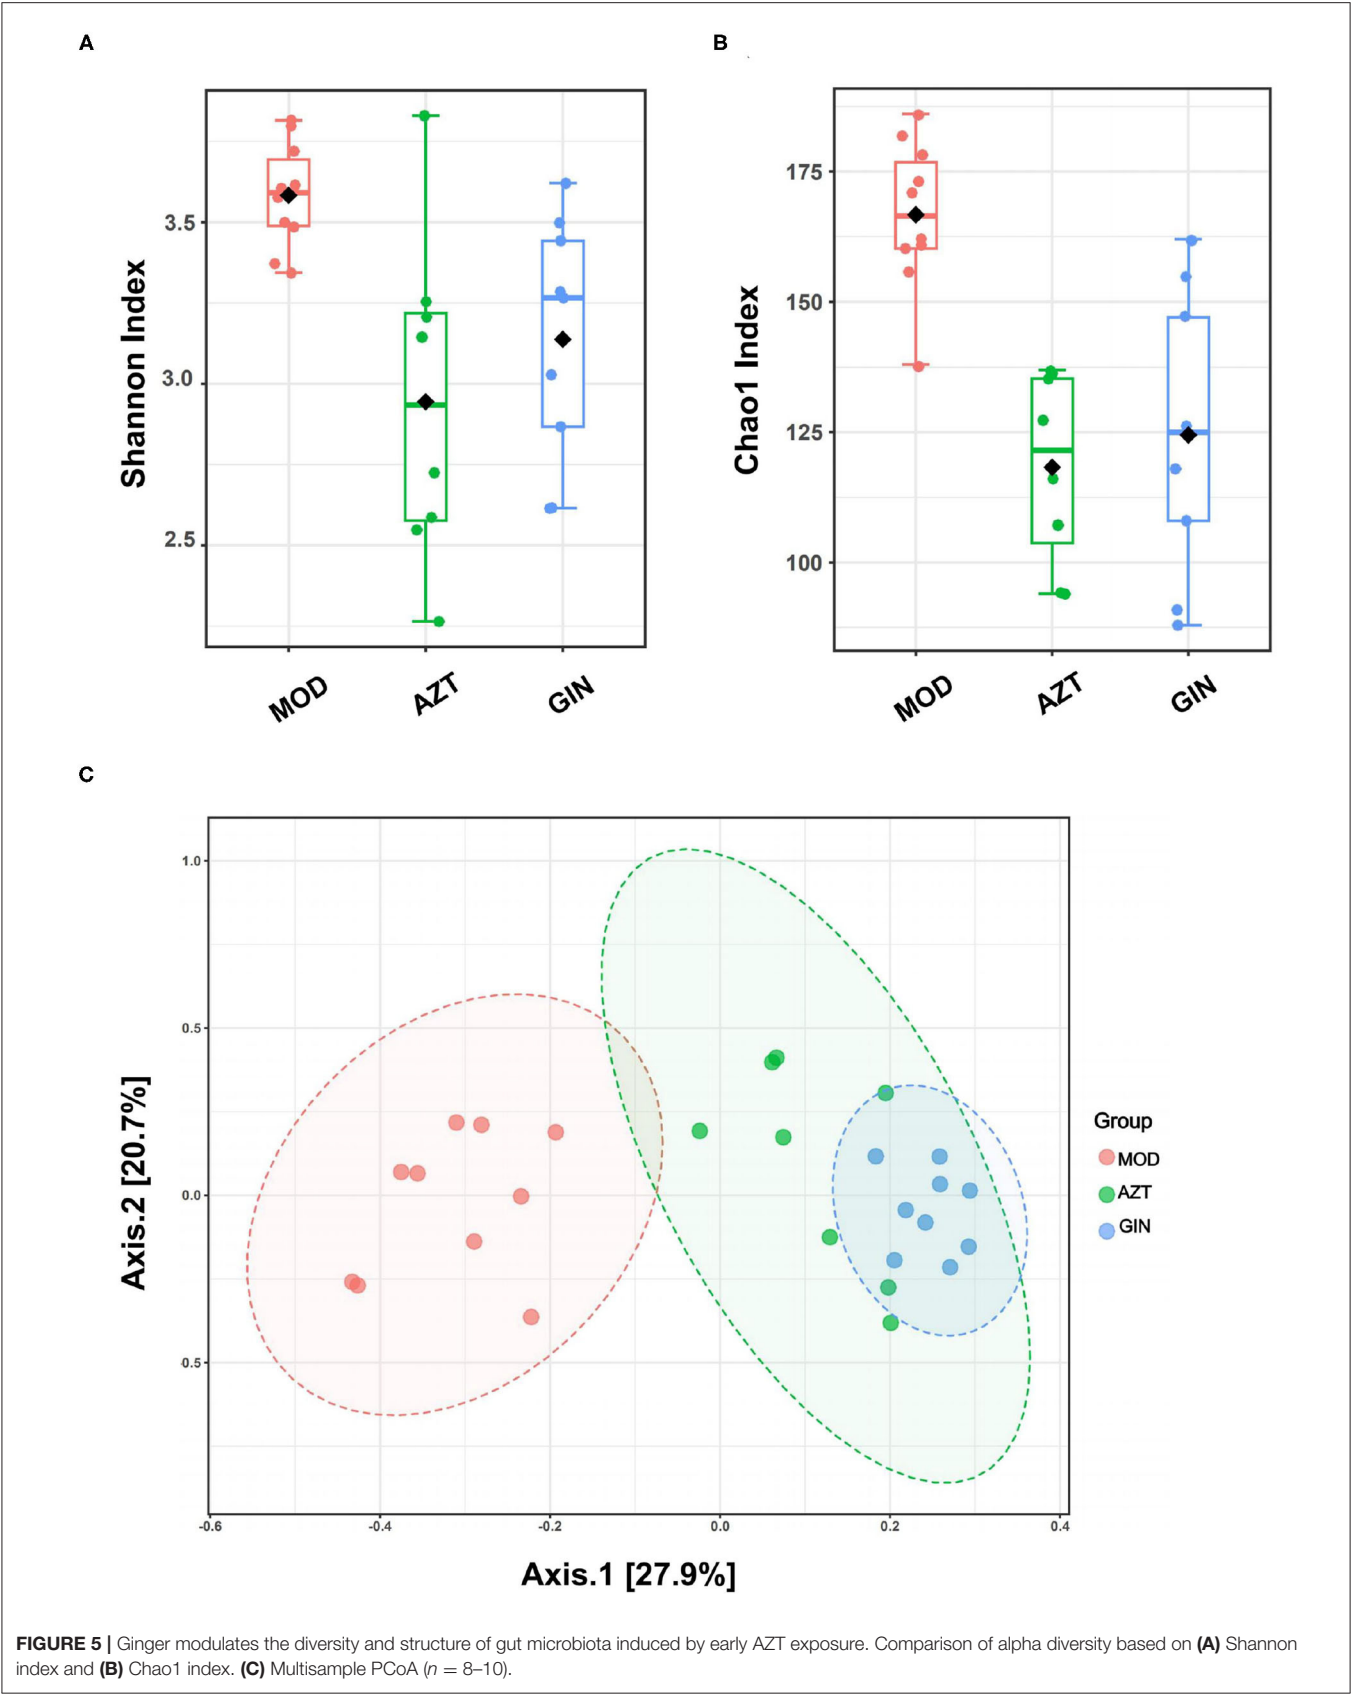 A
B
Shannon Index
3.5
3.0
2.5
MOD
AZT
GIN
Chao1 Index
175
150
125
100
MOD
AZT
GIN
C
Axis.2 [20.7%]
1.0
0.5
0.0
0.5
-0.6
-0.4
-0.2
0.0
0.2
0.4
Axis.1 [27.9%]
Group
MOD
AZT
GIN
FIGURE 5 | Ginger modulates the diversity and structure of gut microbiota induced by early AZT exposure. Comparison of alpha diversity based on (A) Shannon
index and (B) Chao1 index. (C) Multisample PCoA (n = 8–10).